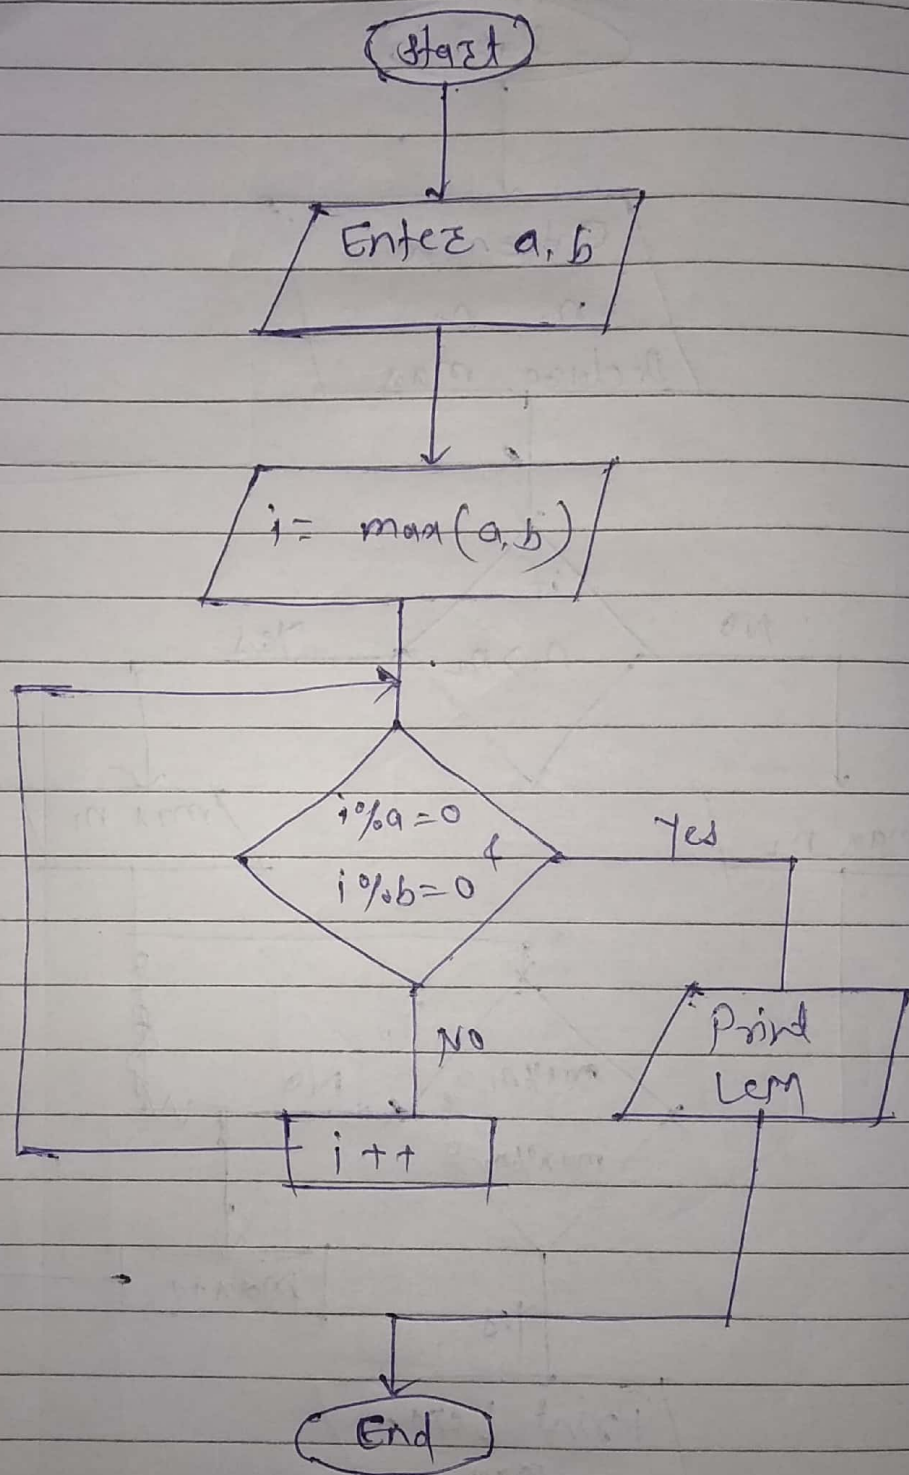 Start
Enter a, b
i = max(a, b)
i%a=0 &
i%b=0
Yes
No
Print
LCM
i++
End